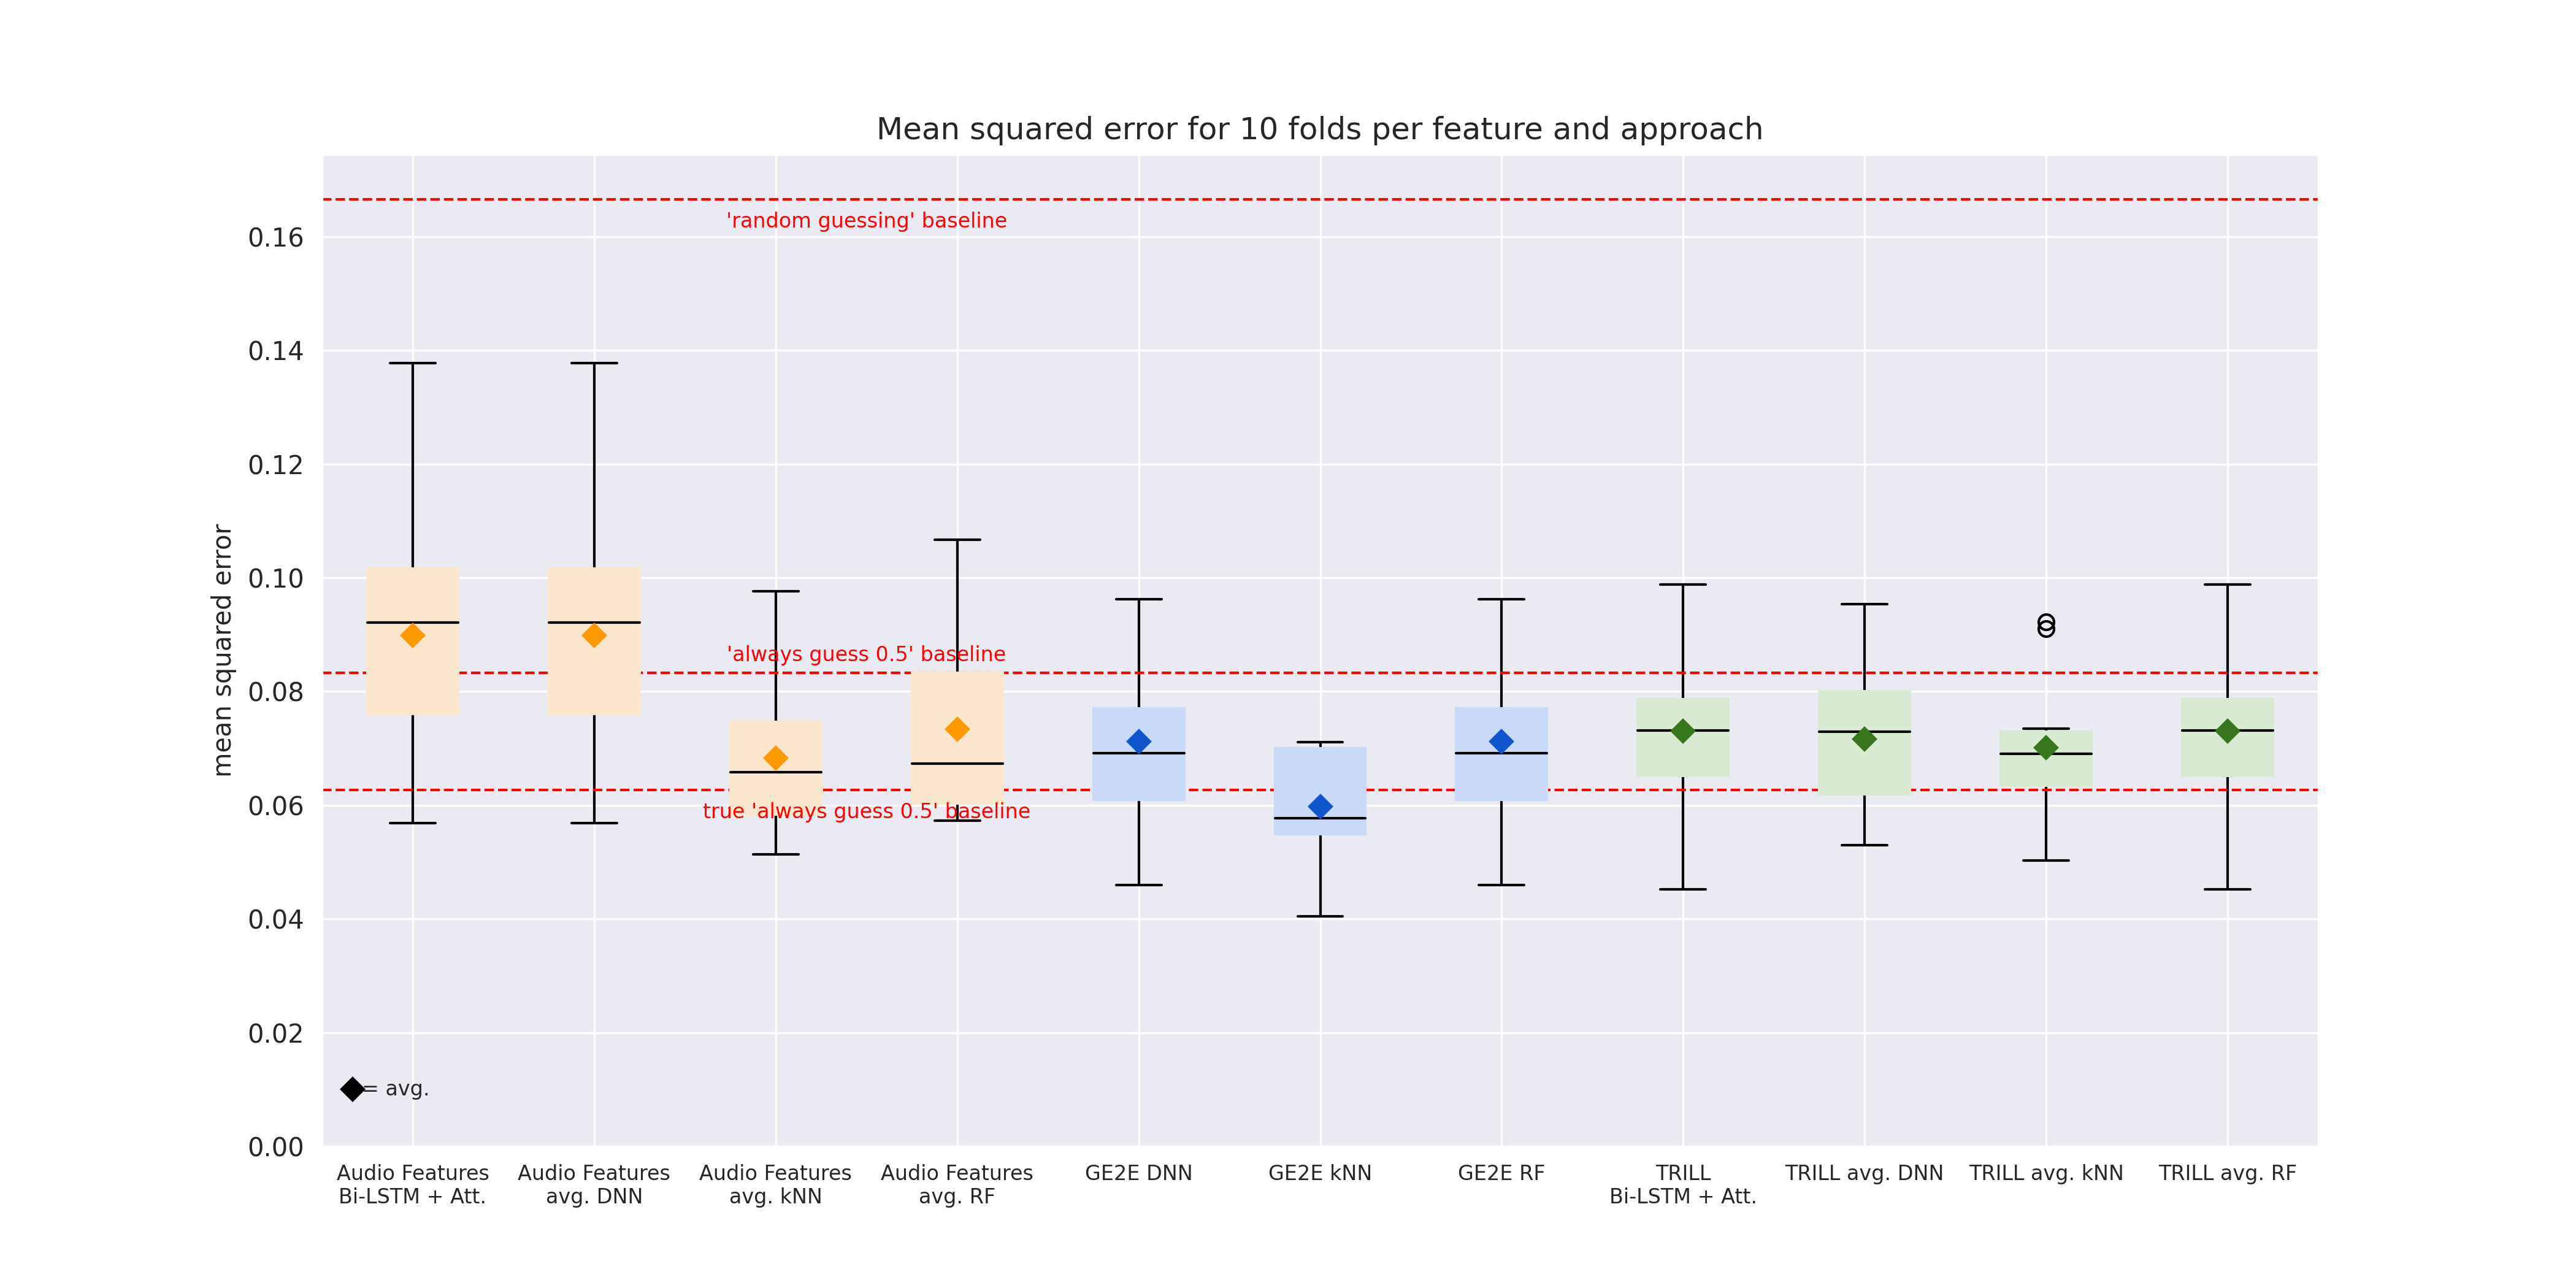 Mean squared error for 10 folds per feature and approach
mean squared error
0.16
0.14
0.12
0.10
0.08
0.06
0.04
0.02
0.00
'random guessing' baseline
'always guess 0.5' baseline
true 'always guess 0.5' baseline
= avg.
Audio Features
Bi-LSTM + Att.
Audio Features
avg. DNN
Audio Features
avg. kNN
Audio Features
avg. RF
GE2E DNN
GE2E kNN
GE2E RF
TRILL
Bi-LSTM + Att.
TRILL avg. DNN
TRILL avg. kNN
TRILL avg. RF